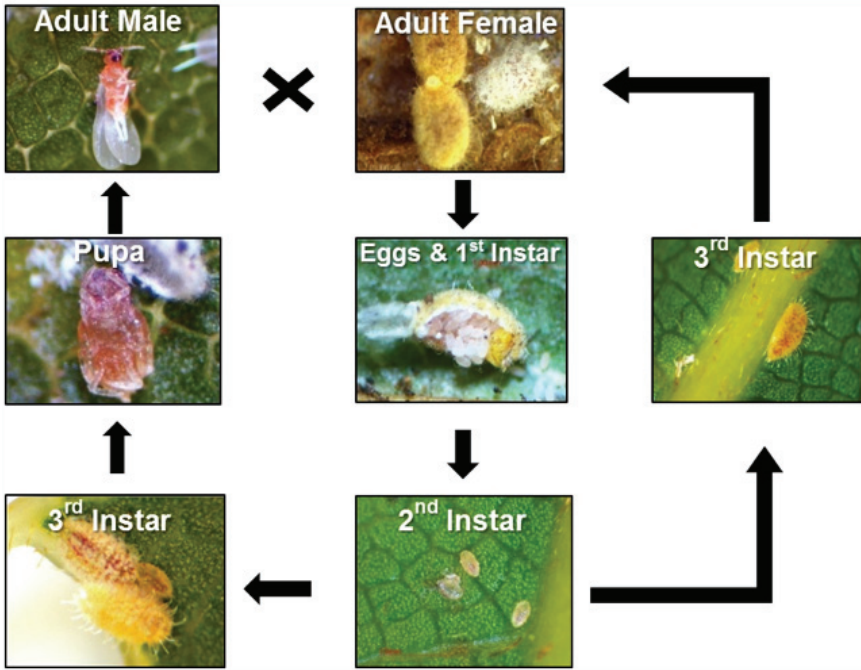 Adult Male
Adult Female
Pupa
Eggs & 1st Instar
3rd Instar
3rd Instar
2nd Instar